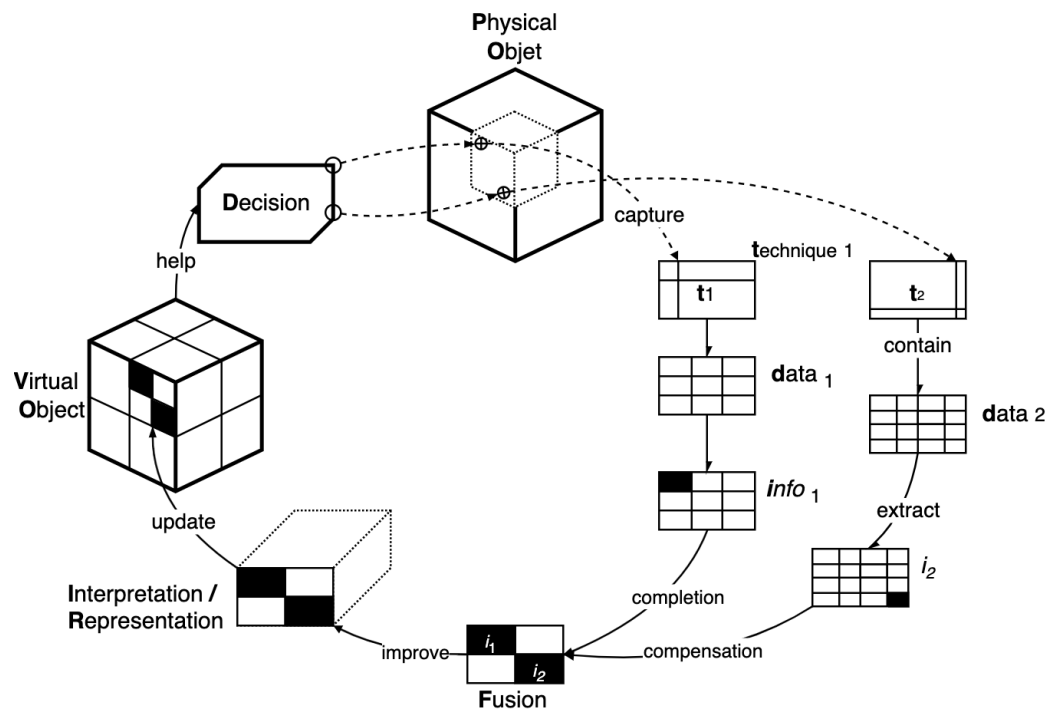 Physical
Objet
Decision
capture
technique 1
help
t1
t2
contain
data 1
data 2
Virtual
Object
info 1
extract
update
i2
Interpretation /
Representation
completion
i1
improve
compensation
i2
Fusion